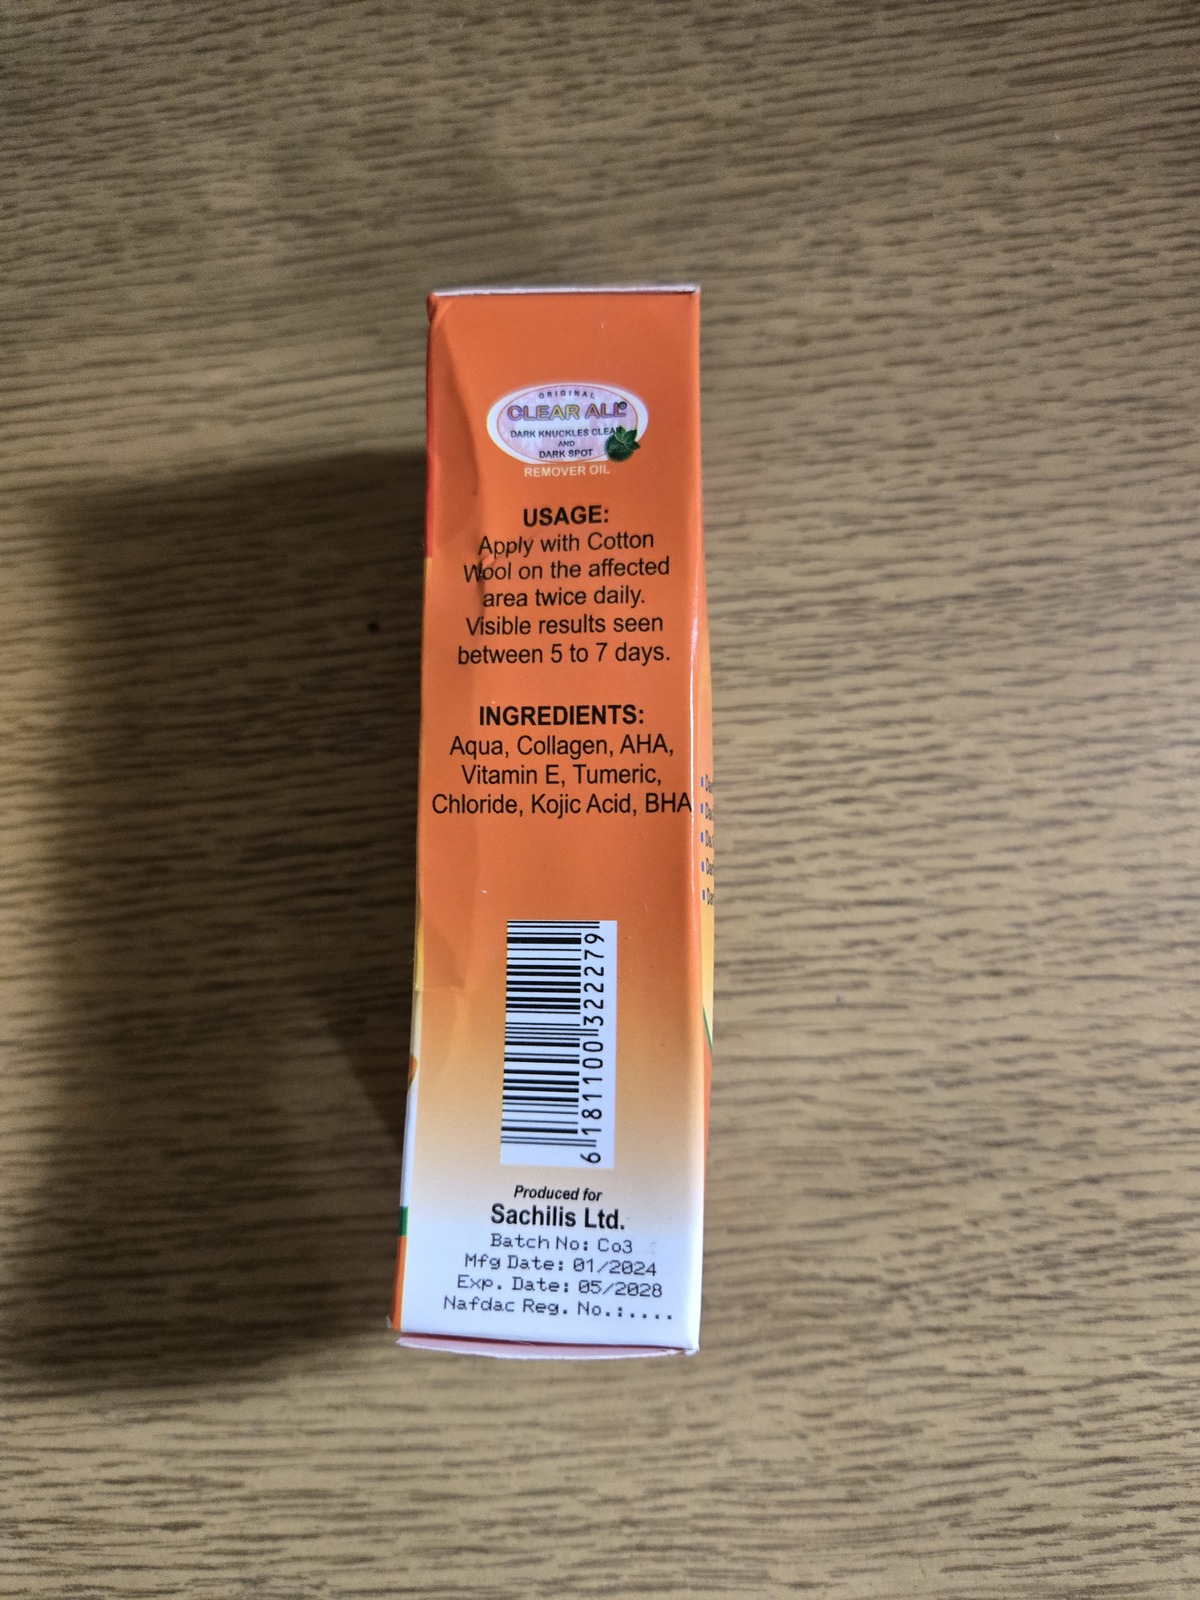 ORIGINAL
CLEAR ALL
DARK KNUCKLES CLEAR
AND
DARK SPOT
REMOVER OIL
USAGE:
Apply with Cotton
Wool on the affected
area twice daily.
Visible results seen
between 5 to 7 days.
INGREDIENTS:
Aqua, Collagen, AHA,
Vitamin E, Tumeric,
Chloride, Kojic Acid, BHA
6 181100 322279
Produced for
Sachilis Ltd.
Batch No: Co3
Mfg Date: 01/2024
Exp. Date: 05/2028
Nafdac Reg. No.:....